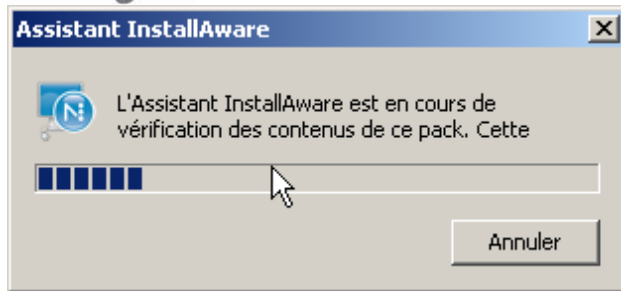 Assistant InstallAware
L'Assistant InstallAware est en cours de
vérification des contenus de ce pack. Cette
Annuler